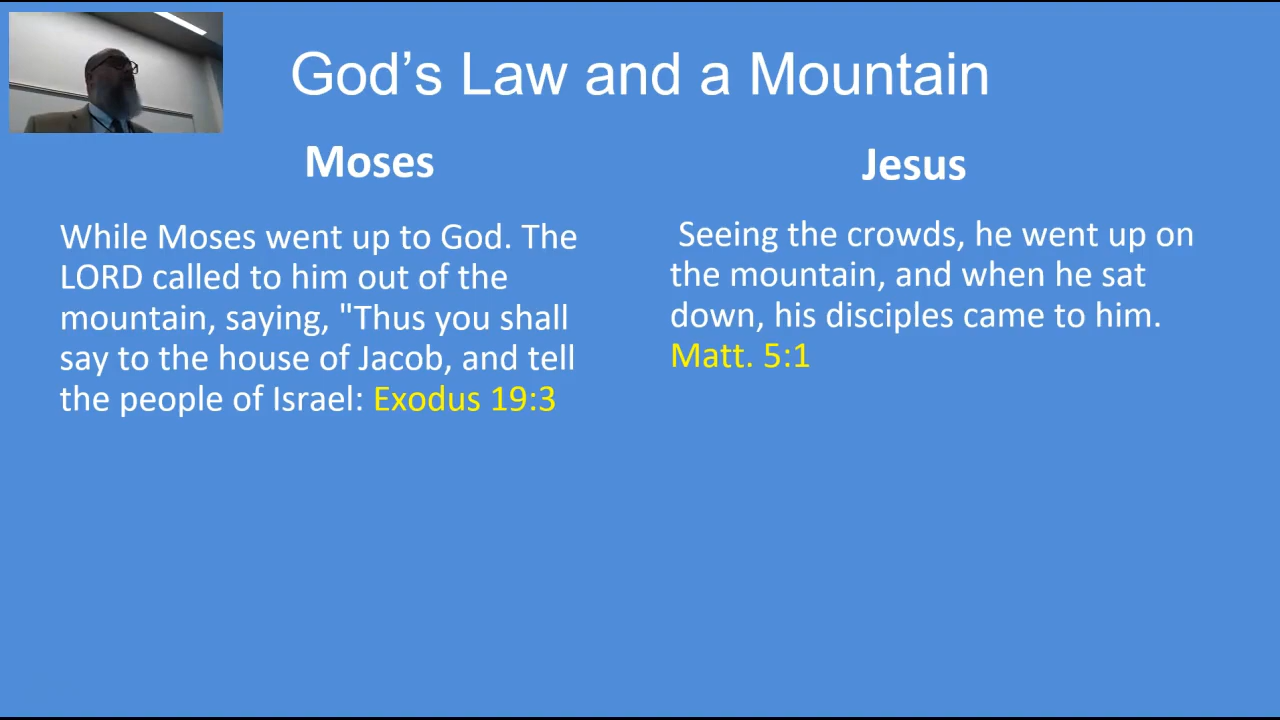 God’s Law and a Mountain
Moses
While Moses went up to God. The
LORD called to him out of the
mountain, saying, "Thus you shall
say to the house of Jacob, and tell
the people of Israel: Exodus 19:3
Jesus
Seeing the crowds, he went up on
the mountain, and when he sat
down, his disciples came to him.
Matt. 5:1